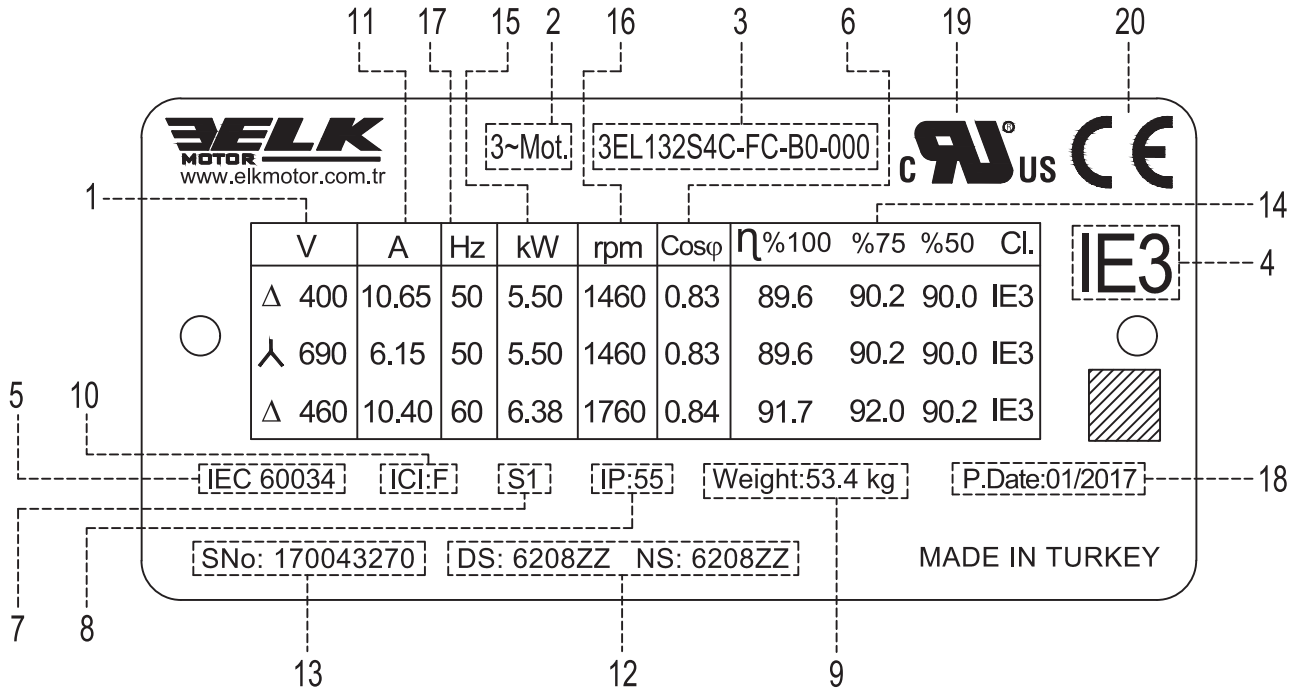 11 17 15 2 16 3 6 19 20
3ELK
MOTOR
www.elkmotor.com.tr
3~Mot.
3EL132S4C-FC-B0-000
C RU ® US CE
1
14
V A Hz kW rpm Cosφ η%100 %75 %50 Cl.
IE3
4
Δ 400 10.65 50 5.50 1460 0.83 89.6 90.2 90.0 IE3
⅄ 690 6.15 50 5.50 1460 0.83 89.6 90.2 90.0 IE3
Δ 460 10.40 60 6.38 1760 0.84 91.7 92.0 90.2 IE3
5 10
IEC 60034 ICI:F S1 IP:55 Weight:53.4 kg P.Date:01/2017
18
SNo: 170043270 DS: 6208ZZ NS: 6208ZZ MADE IN TURKEY
7 8 13 12 9